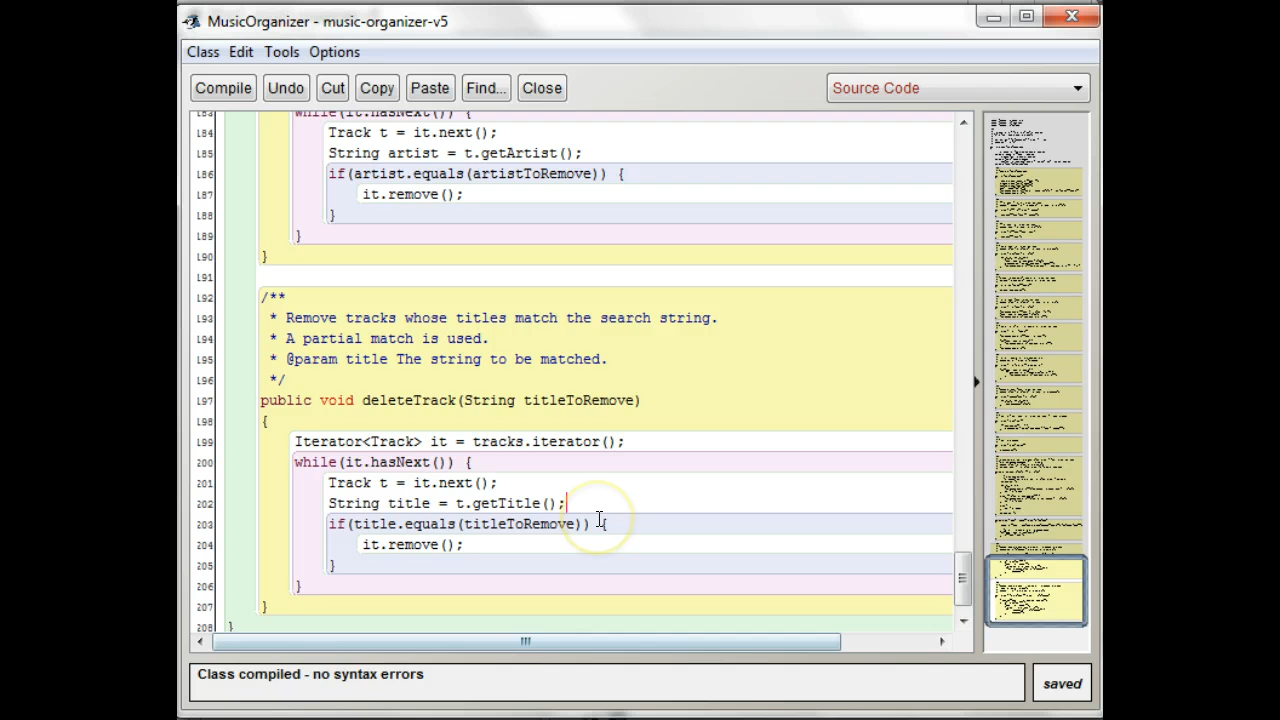 MusicOrganizer - music-organizer-v5
Class Edit Tools Options
Compile Undo Cut Copy Paste Find... Close Source Code
183 while(it.hasNext()) {
184 Track t = it.next();
185 String artist = t.getArtist();
186 if(artist.equals(artistToRemove)) {
187 it.remove();
188 }
189 }
190 }
191
192 /**
193 * Remove tracks whose titles match the search string.
194 * A partial match is used.
195 * @param title The string to be matched.
196 */
197 public void deleteTrack(String titleToRemove)
198 {
199 Iterator<Track> it = tracks.iterator();
200 while(it.hasNext()) {
201 Track t = it.next();
202 String title = t.getTitle();
203 if(title.equals(titleToRemove)) {
204 it.remove();
205 }
206 }
207 }
208 }
Class compiled - no syntax errors
saved